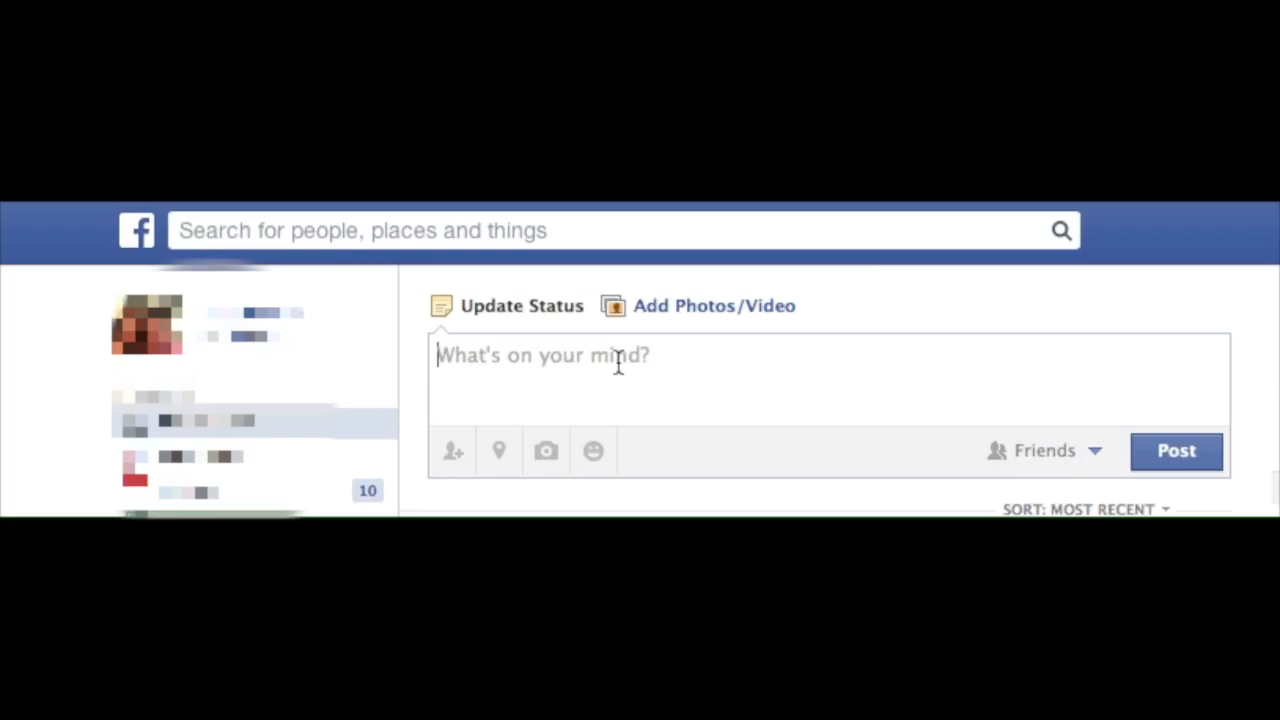 Search for people, places and things
Update Status Add Photos/Video
What's on your mind?
Friends Post
10
SORT: MOST RECENT